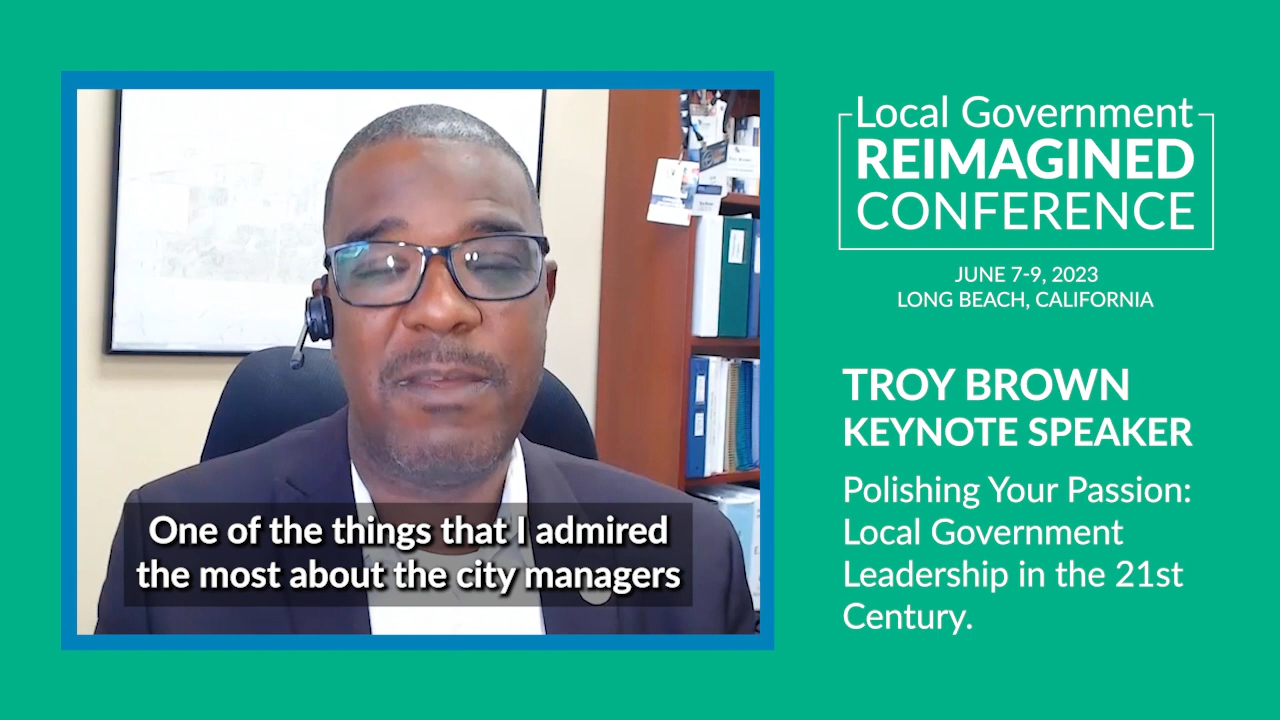 Local Government
REIMAGINED
CONFERENCE
JUNE 7-9, 2023
LONG BEACH, CALIFORNIA
TROY BROWN
KEYNOTE SPEAKER
Polishing Your Passion:
Local Government
Leadership in the 21st
Century.
One of the things that I admired
the most about the city managers